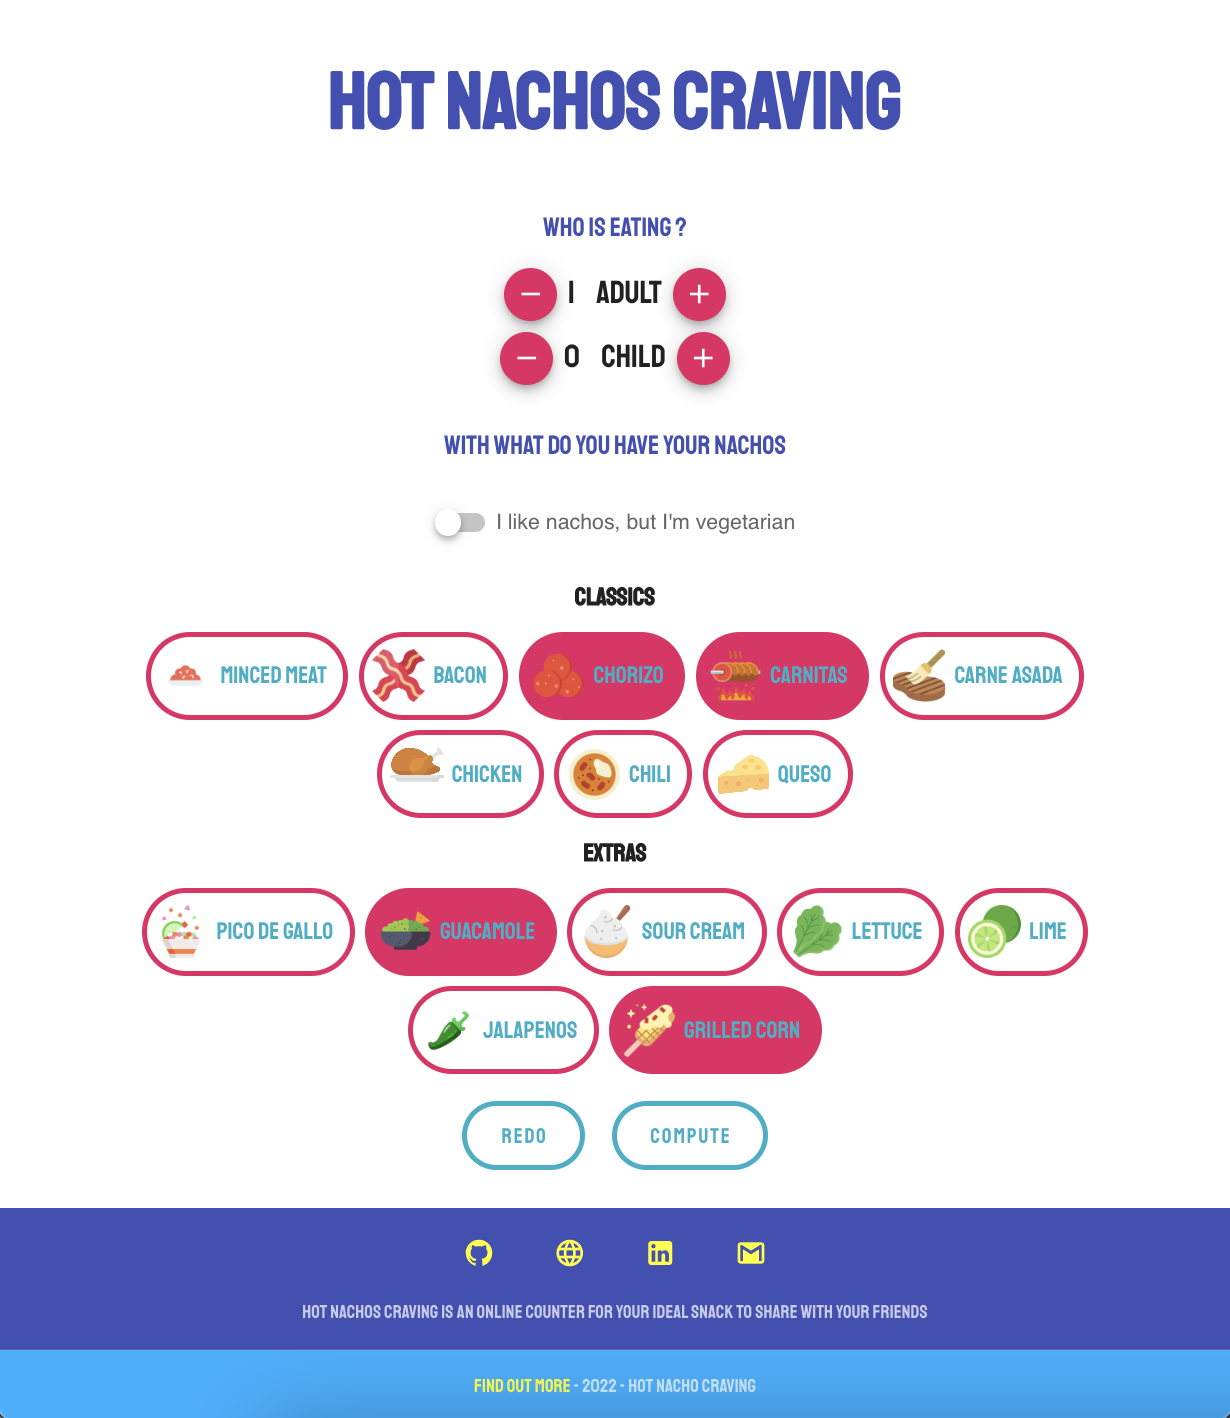 HOT NACHOS CRAVING
WHO IS EATING ?
1 ADULT
0 CHILD
WITH WHAT DO YOU HAVE YOUR NACHOS
I like nachos, but I'm vegetarian
CLASSICS
MINCED MEAT BACON CHORIZO CARNITAS CARNE ASADA
CHICKEN CHILI QUESO
EXTRAS
PICO DE GALLO GUACAMOLE SOUR CREAM LETTUCE LIME
JALAPENOS GRILLED CORN
REDO COMPUTE
HOT NACHOS CRAVING IS AN ONLINE COUNTER FOR YOUR IDEAL SNACK TO SHARE WITH YOUR FRIENDS
FIND OUT MORE - 2022 - HOT NACHO CRAVING